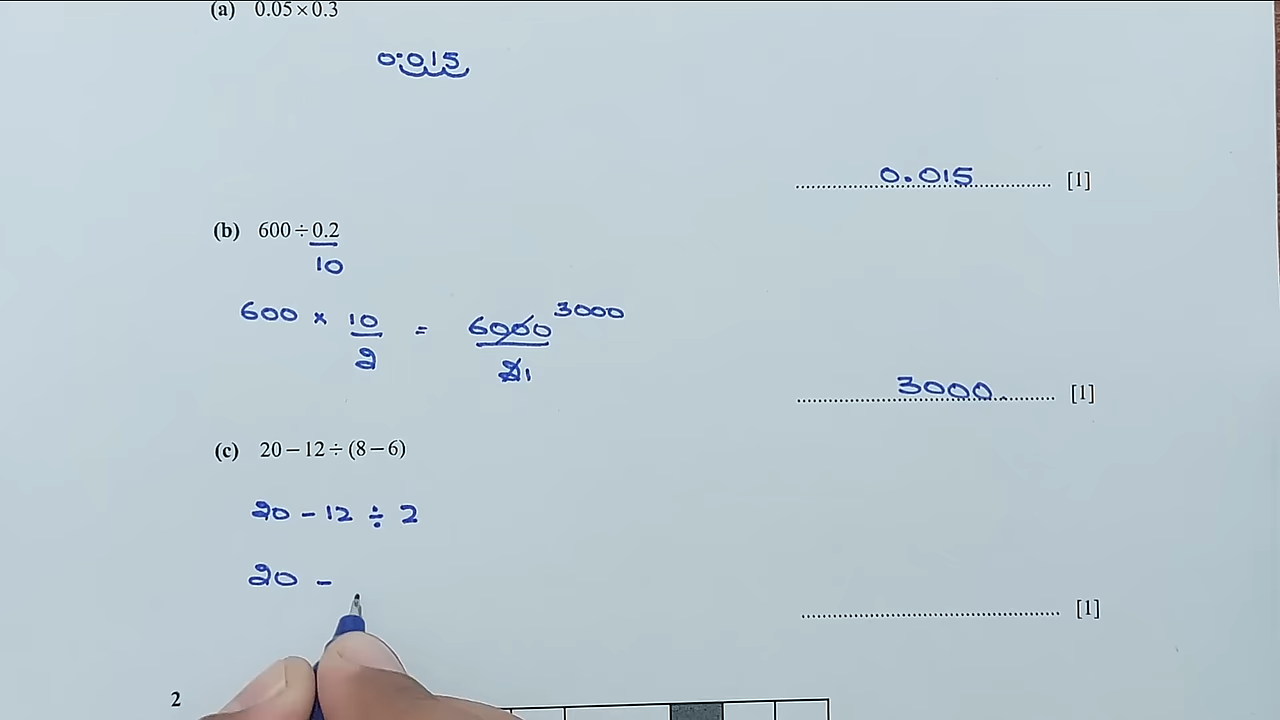 (a) 0.05 × 0.3
0.015
0.015 [1]
(b) 600 ÷ 0.2
10
600 × 10/2 = 6000/2 1 3000
3000. [1]
(c) 20 − 12 ÷ (8 − 6)
20 - 12 ÷ 2
20 -
[1]
2